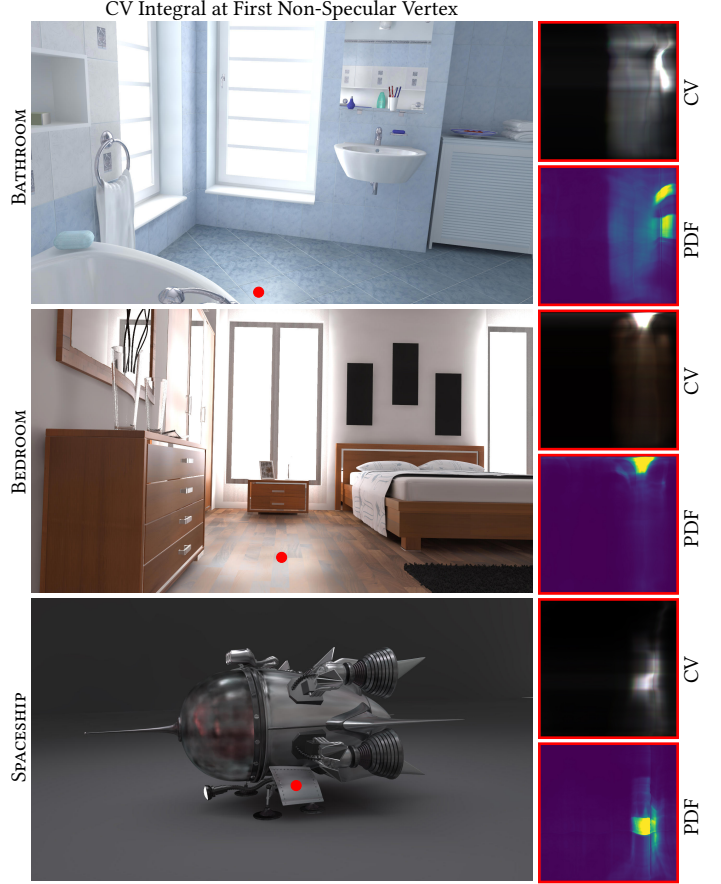 CV Integral at First Non-Specular Vertex
BATHROOM
CV
PDF
BEDROOM
CV
PDF
SPACESHIP
CV
PDF